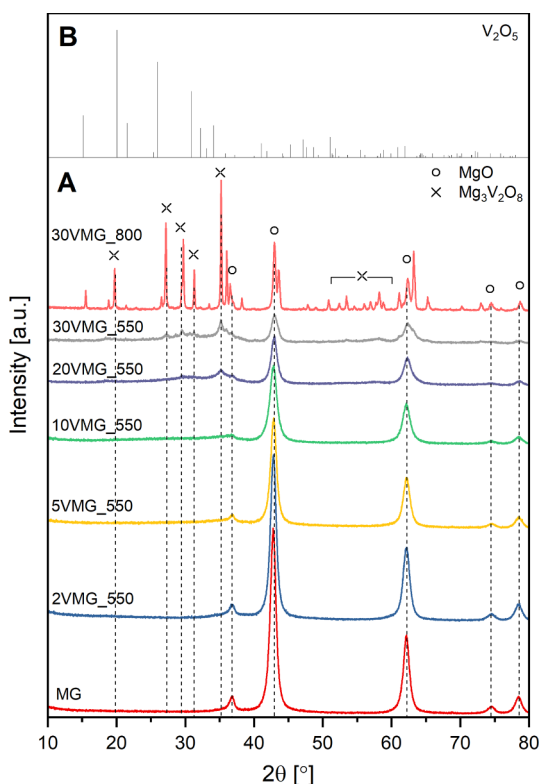 B
V₂O₅
A
○ MgO
× Mg₃V₂O₈
30VMG_800
30VMG_550
20VMG_550
10VMG_550
5VMG_550
2VMG_550
MG
Intensity [a.u.]
10 20 30 40 50 60 70 80
2θ [°]